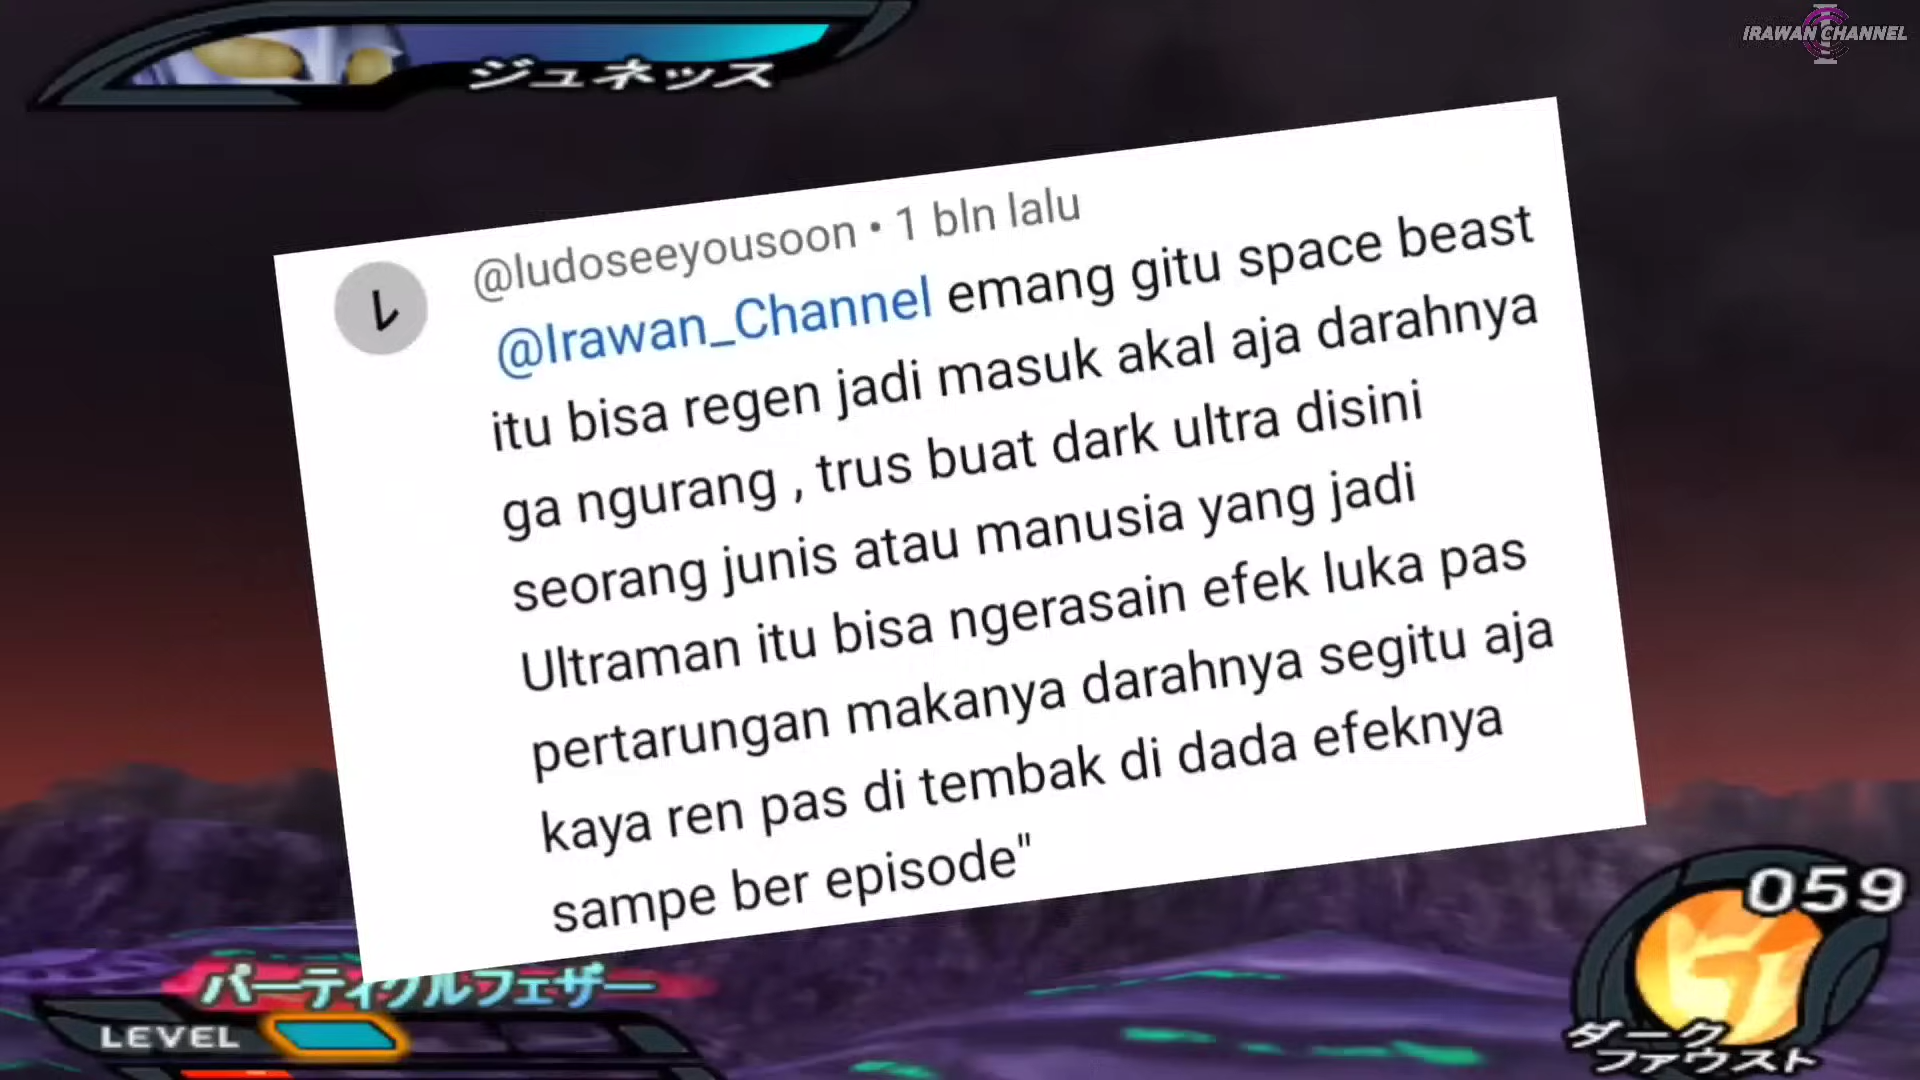 IRAWAN CHANNEL
ジュネッス
@ludoseeyousoon • 1 bln lalu
@Irawan_Channel emang gitu space beast
itu bisa regen jadi masuk akal aja darahnya
ga ngurang , trus buat dark ultra disini
seorang junis atau manusia yang jadi
Ultraman itu bisa ngerasain efek luka pas
pertarungan makanya darahnya segitu aja
kaya ren pas di tembak di dada efeknya
sampe ber episode"
059
パーティクルフェザー
LEVEL
ダーク
ファウスト